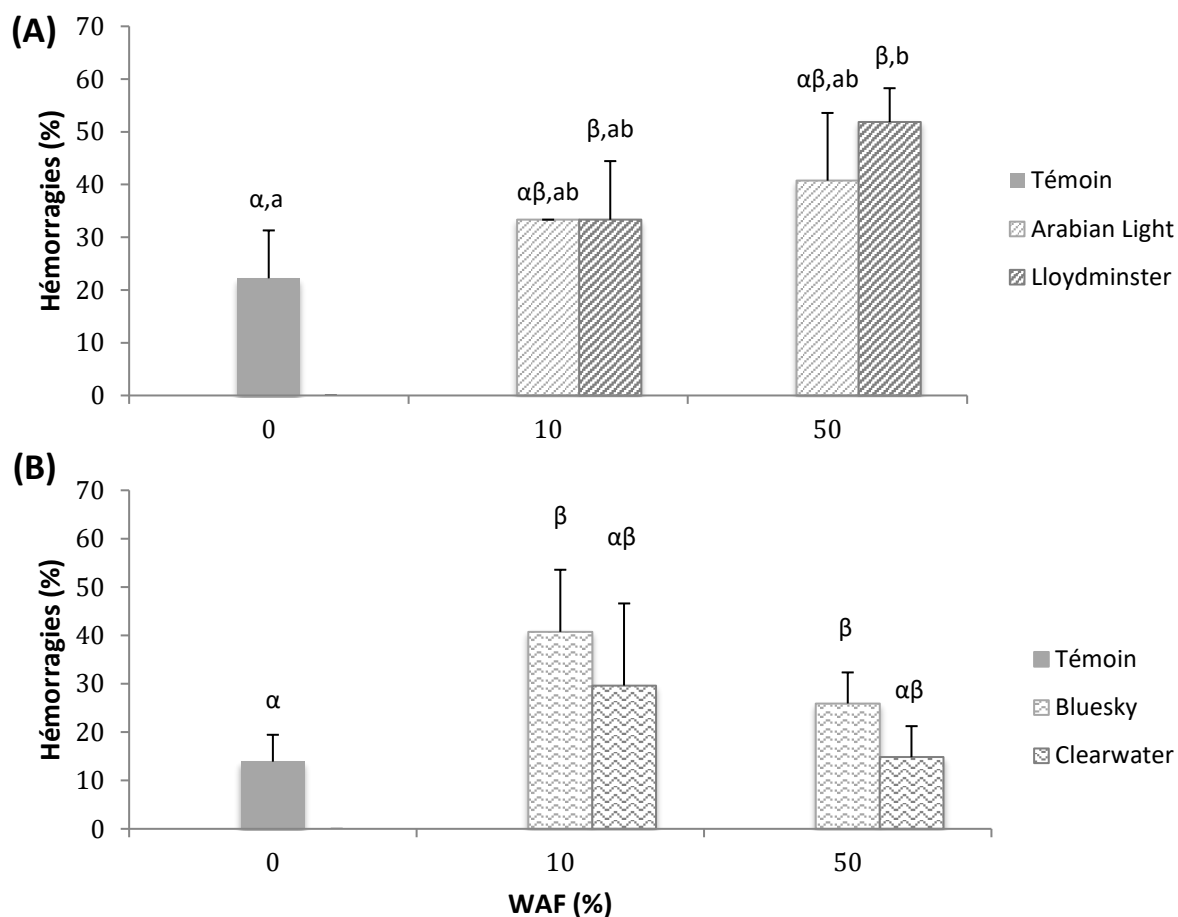 (A)
Hémorragies (%)
70
60
50
40
30
20
10
0
α,a
αβ,ab
β,ab
αβ,ab
β,b
0
10
50
Témoin
Arabian Light
Lloydminster
(B)
Hémorragies (%)
70
60
50
40
30
20
10
0
α
β
αβ
β
αβ
0
10
50
WAF (%)
Témoin
Bluesky
Clearwater